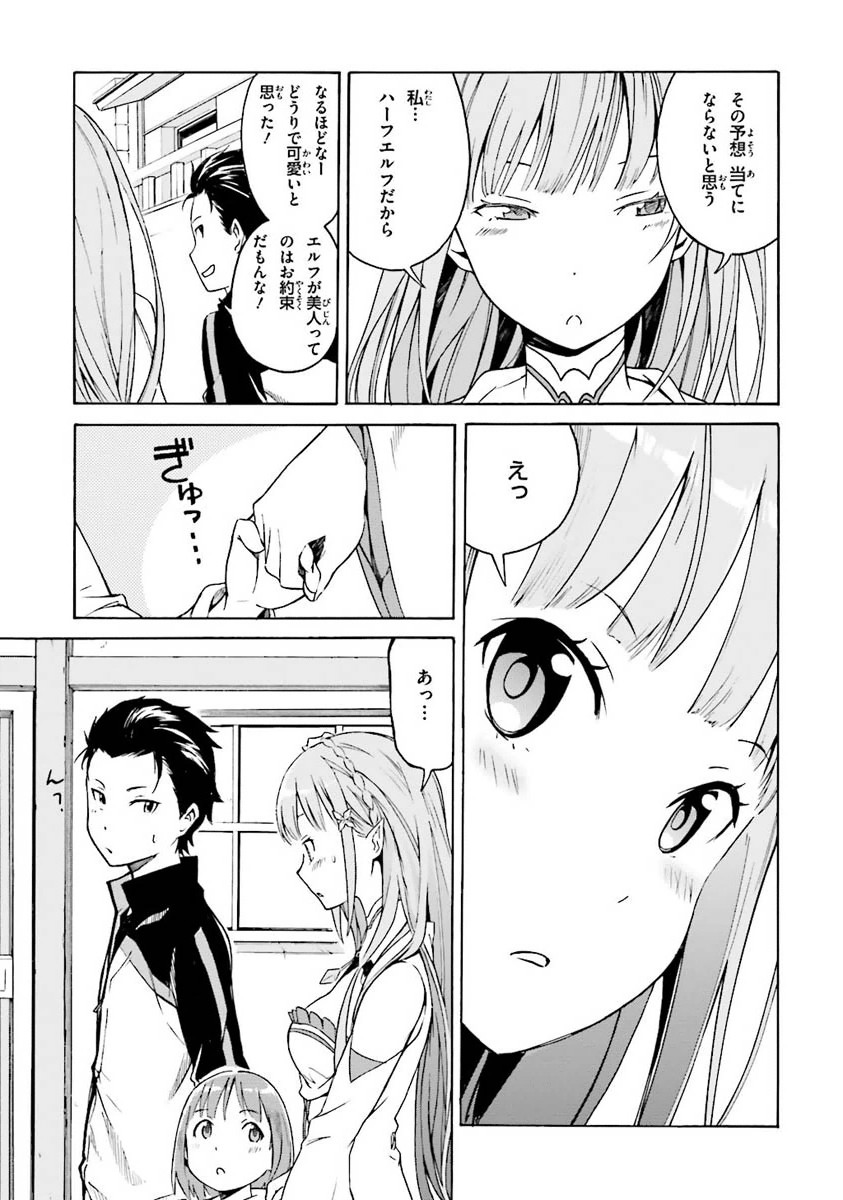 その予想 当てに
ならないと思う
私…
ハーフエルフだから
なるほどなー
どうりで可愛いと
思った!
エルフが美人って
のはお約束
だもんな!
えっ
ぎゅっ…
あっ…
ん?